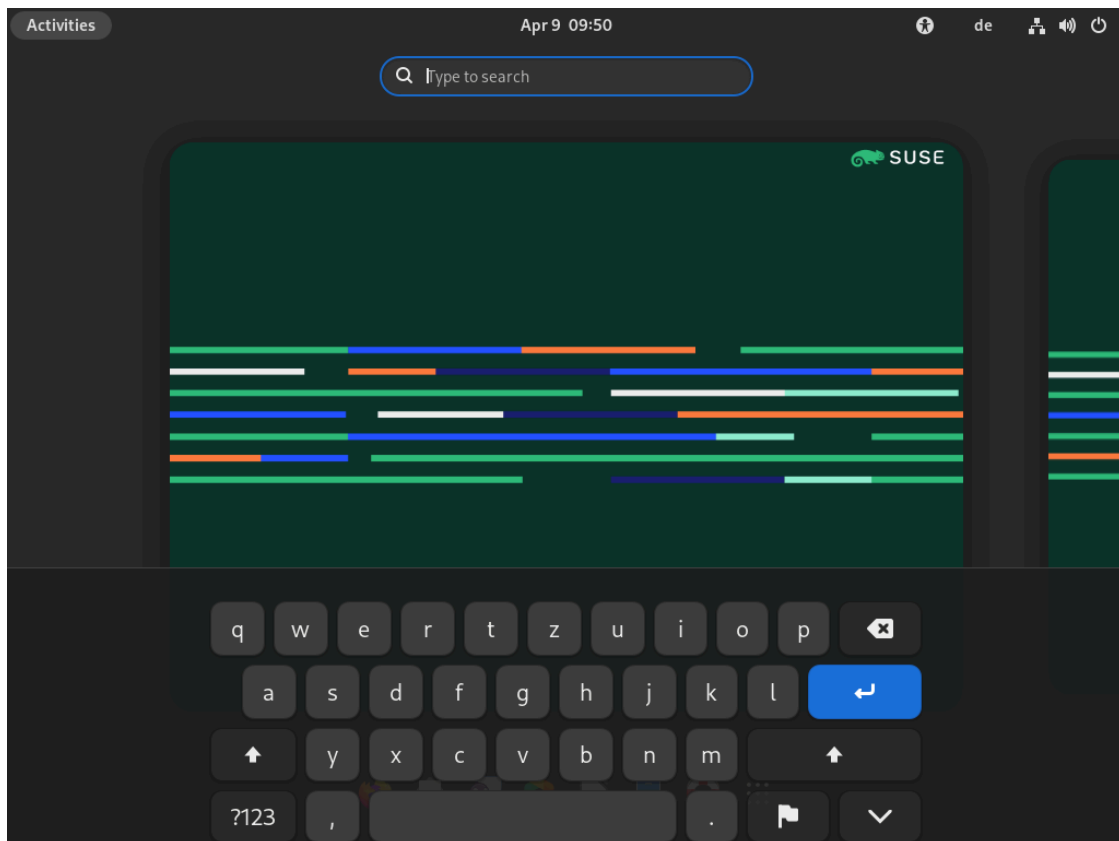 Activities Apr 9 09:50 de
Type to search
SUSE
q w e r t z u i o p
a s d f g h j k l
y x c v b n m
?123 , .